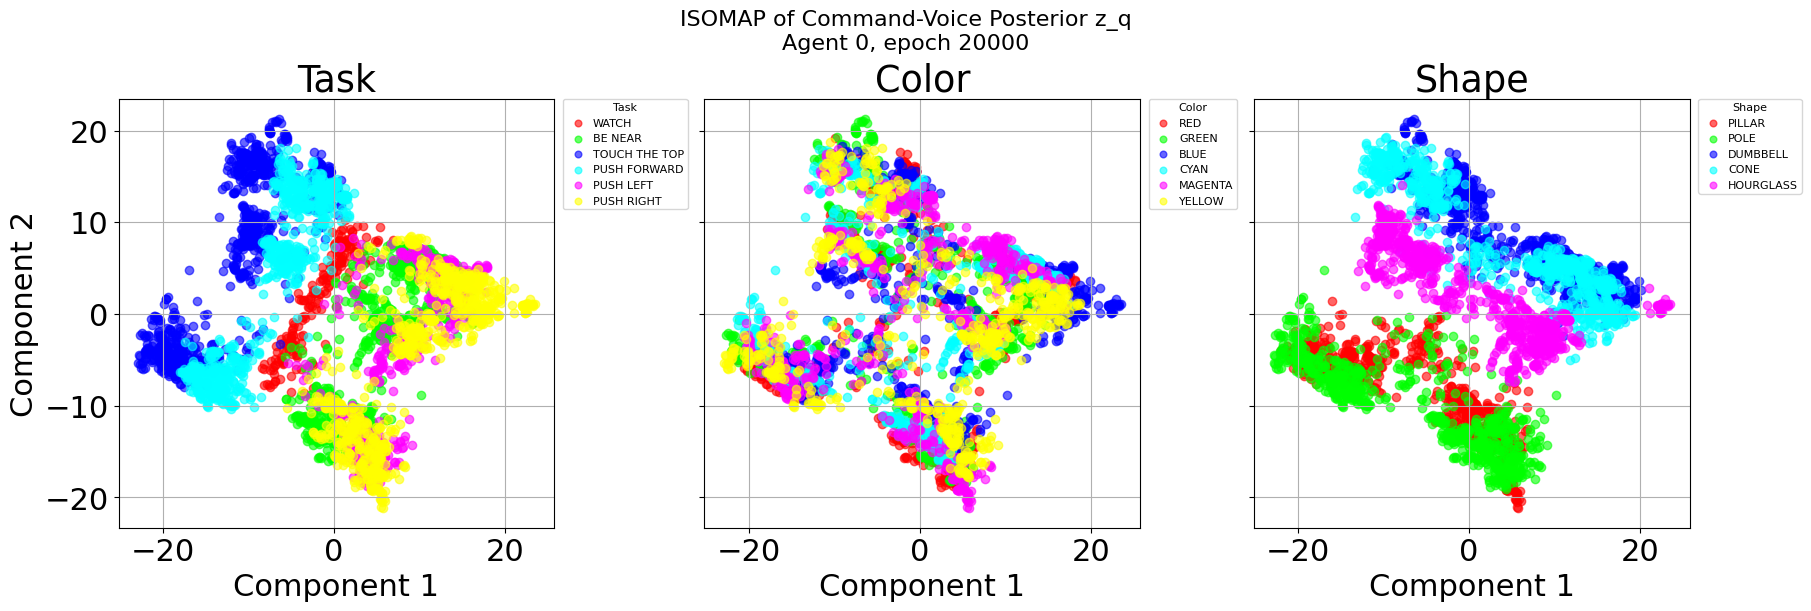 ISOMAP of Command-Voice Posterior z_q
Agent 0, epoch 20000
Task
Color
Shape
Task
WATCH
BE NEAR
TOUCH THE TOP
PUSH FORWARD
PUSH LEFT
PUSH RIGHT
Color
RED
GREEN
BLUE
CYAN
MAGENTA
YELLOW
Shape
PILLAR
POLE
DUMBBELL
CONE
HOURGLASS
Component 2
20
10
0
−10
−20
−20 0 20
−20 0 20
−20 0 20
Component 1
Component 1
Component 1